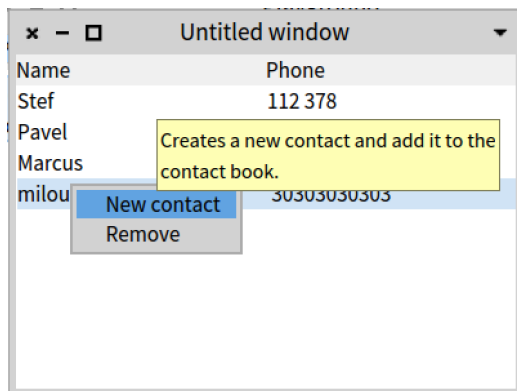 Untitled window
Name Phone
Stef 112 378
Pavel
Creates a new contact and add it to the
contact book.
Marcus
milou 30303030303
New contact
Remove